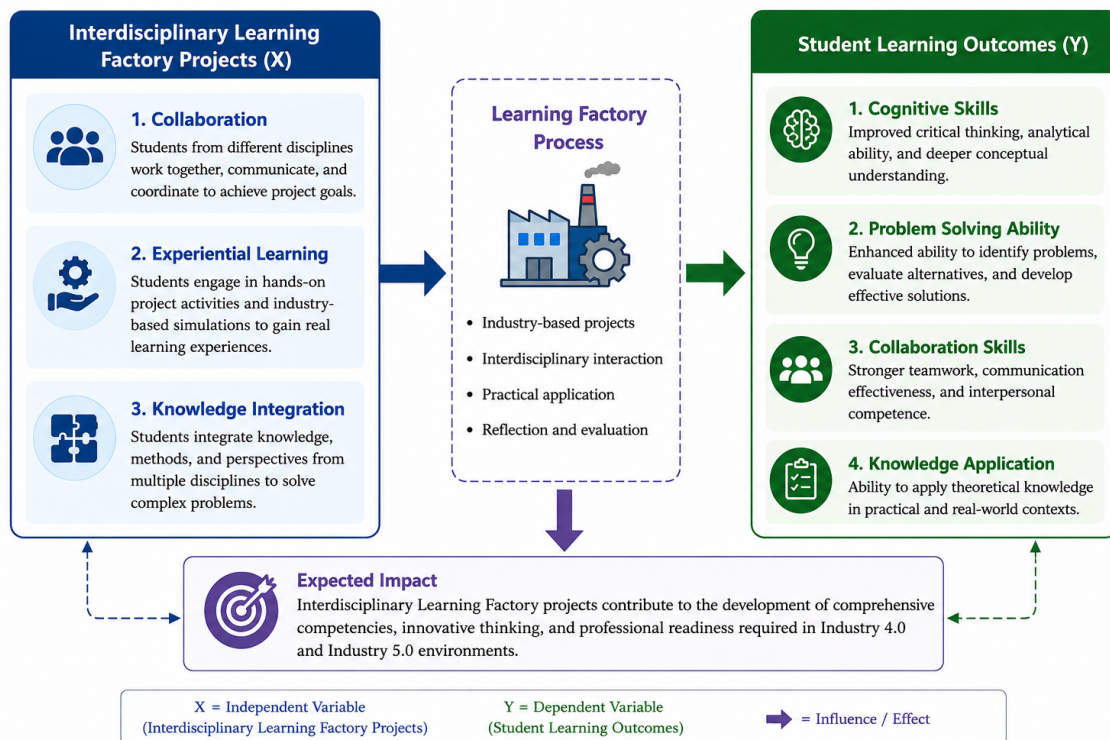 Interdisciplinary Learning
Factory Projects (X)
1. Collaboration
Students from different disciplines
work together, communicate, and
coordinate to achieve project goals.
2. Experiential Learning
Students engage in hands-on
project activities and industry-
based simulations to gain real
learning experiences.
3. Knowledge Integration
Students integrate knowledge,
methods, and perspectives from
multiple disciplines to solve
complex problems.
Learning Factory
Process
• Industry-based projects
• Interdisciplinary interaction
• Practical application
• Reflection and evaluation
Student Learning Outcomes (Y)
1. Cognitive Skills
Improved critical thinking, analytical
ability, and deeper conceptual
understanding.
2. Problem Solving Ability
Enhanced ability to identify problems,
evaluate alternatives, and develop
effective solutions.
3. Collaboration Skills
Stronger teamwork, communication
effectiveness, and interpersonal
competence.
4. Knowledge Application
Ability to apply theoretical knowledge
in practical and real-world contexts.
Expected Impact
Interdisciplinary Learning Factory projects contribute to the development of comprehensive
competencies, innovative thinking, and professional readiness required in Industry 4.0
and Industry 5.0 environments.
X = Independent Variable
(Interdisciplinary Learning Factory Projects)
Y = Dependent Variable
(Student Learning Outcomes)
= Influence / Effect